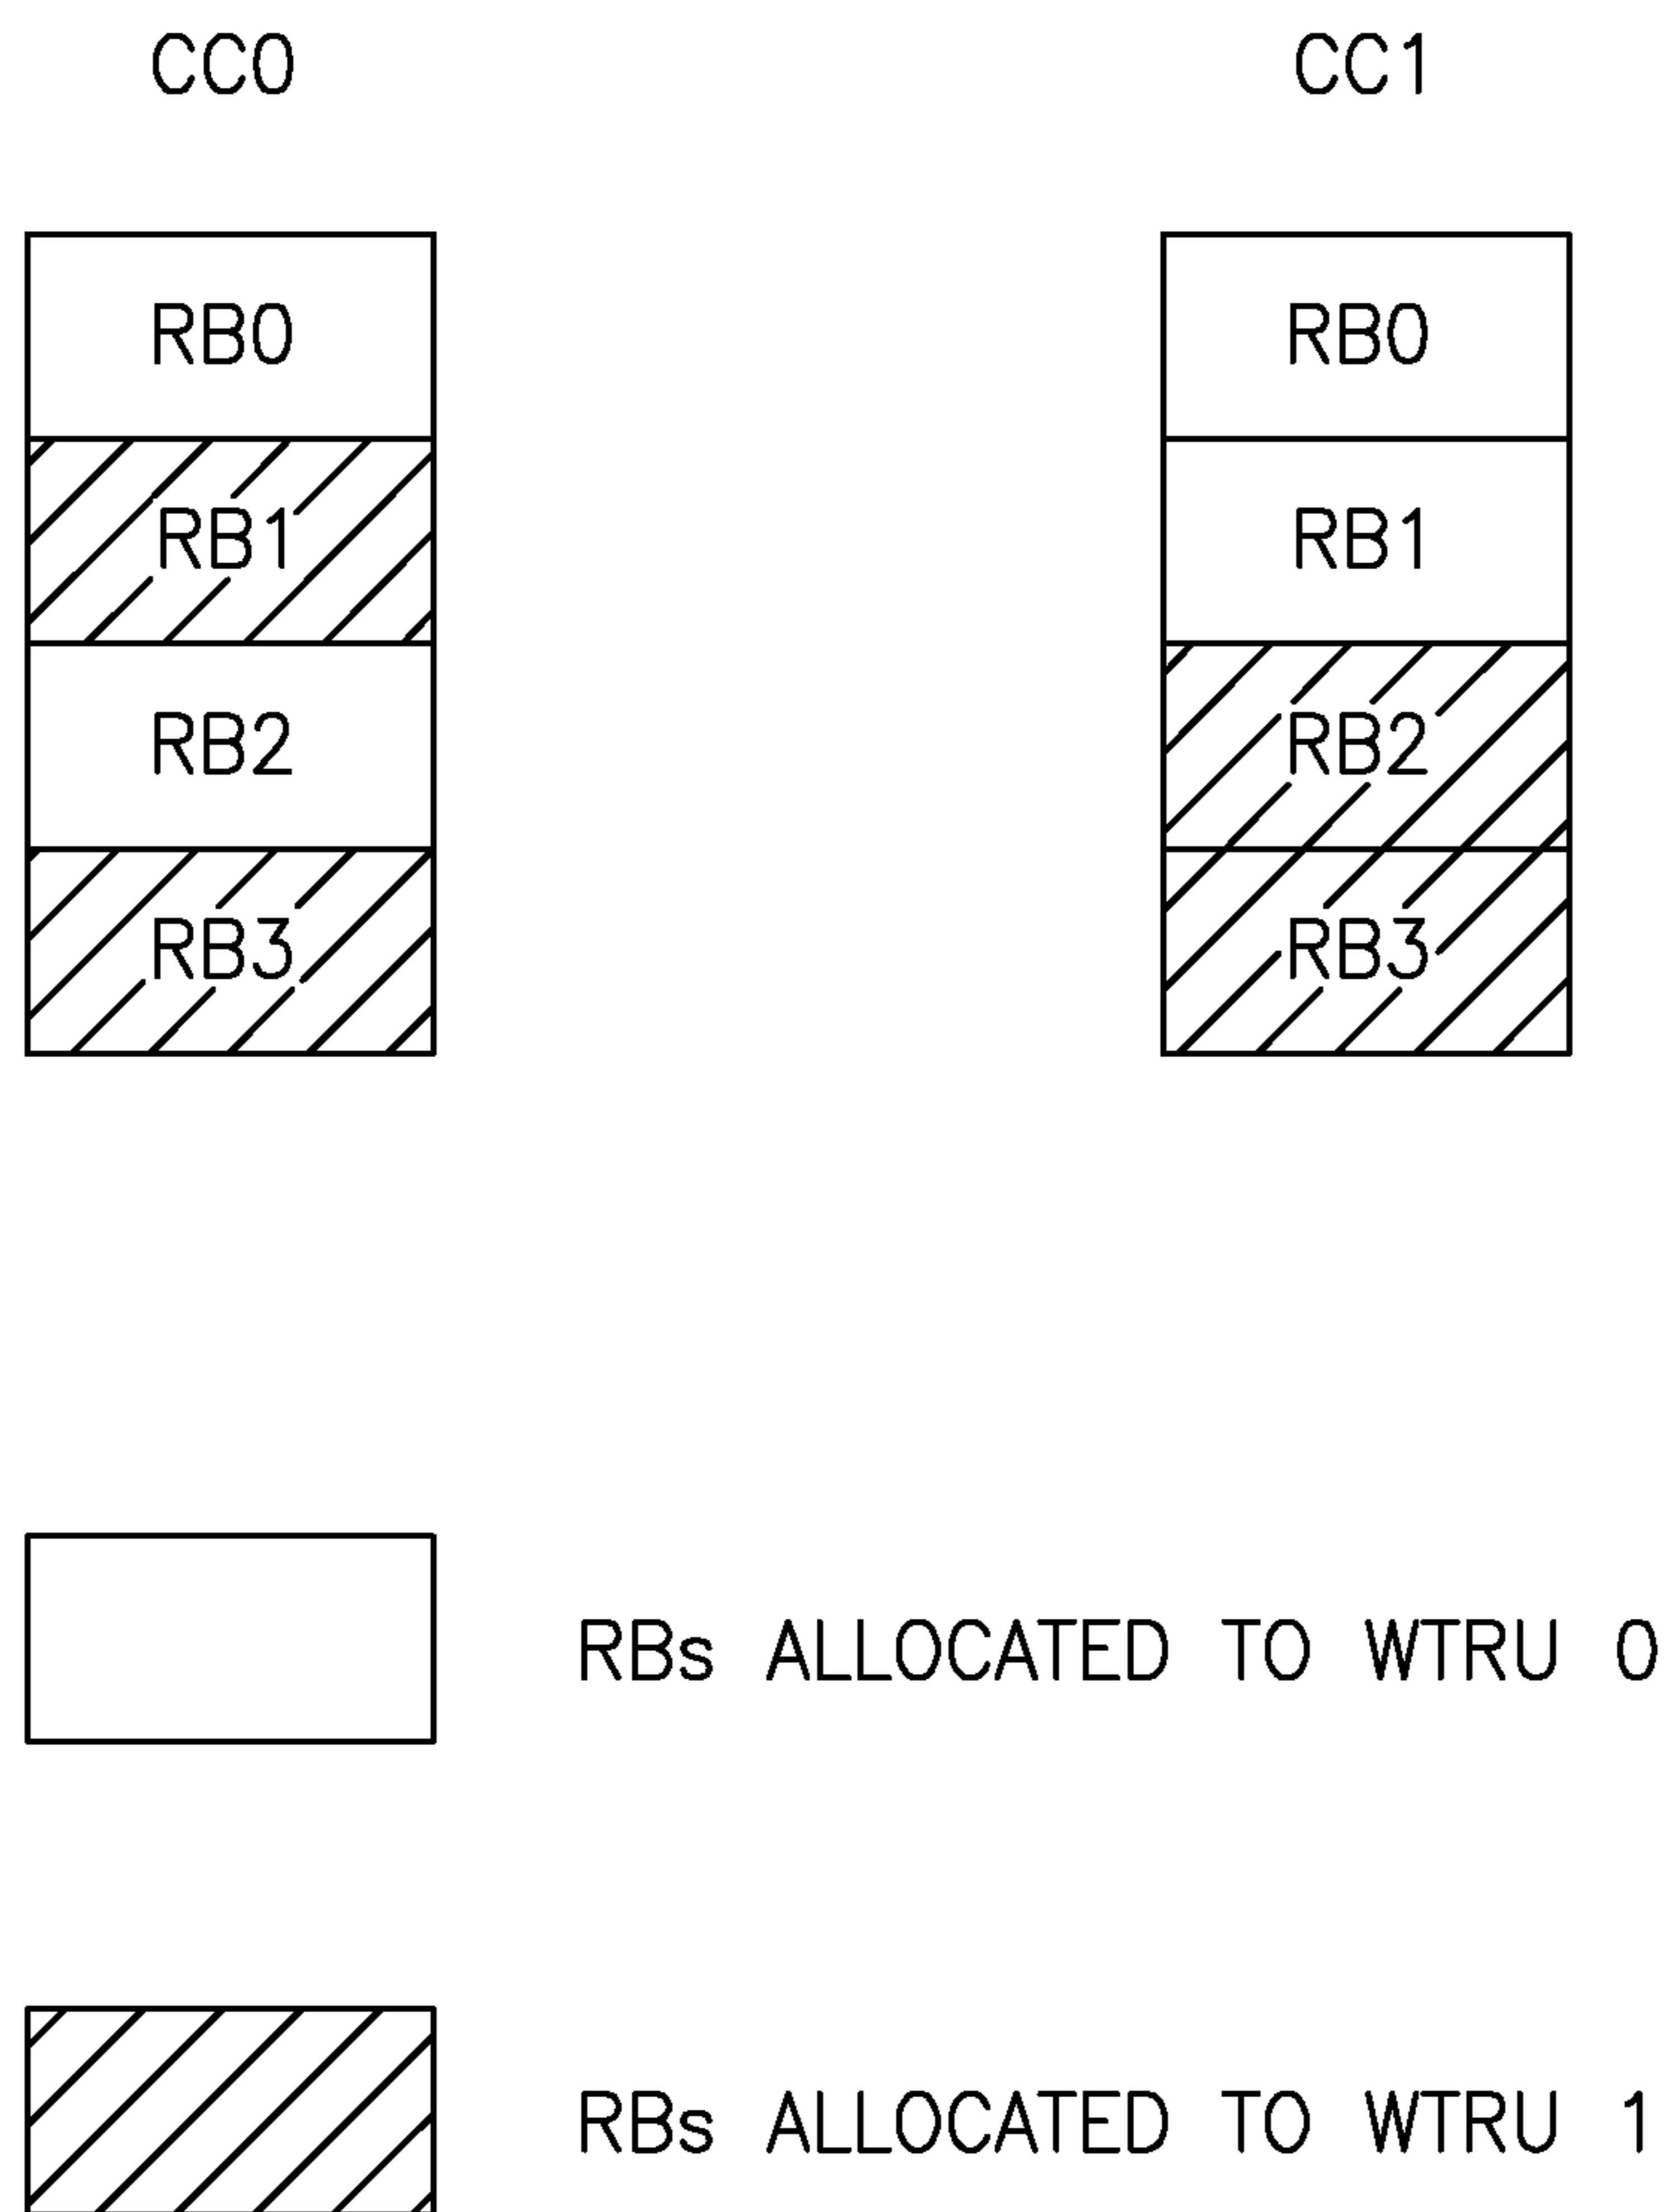 CC0 CC1
RB0 RB0
RB1 RB1
RB2 RB2
RB3 RB3
RBs ALLOCATED TO WTRU 0
RBs ALLOCATED TO WTRU 1